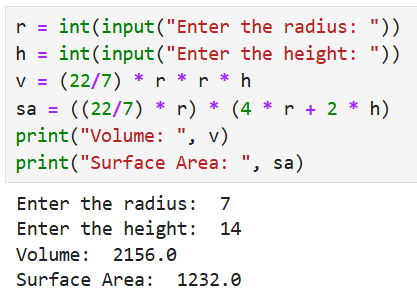 r = int(input("Enter the radius: "))
h = int(input("Enter the height: "))
v = (22/7) * r * r * h
sa = ((22/7) * r) * (4 * r + 2 * h)
print("Volume: ", v)
print("Surface Area: ", sa)
Enter the radius:  7
Enter the height:  14
Volume:  2156.0
Surface Area:  1232.0